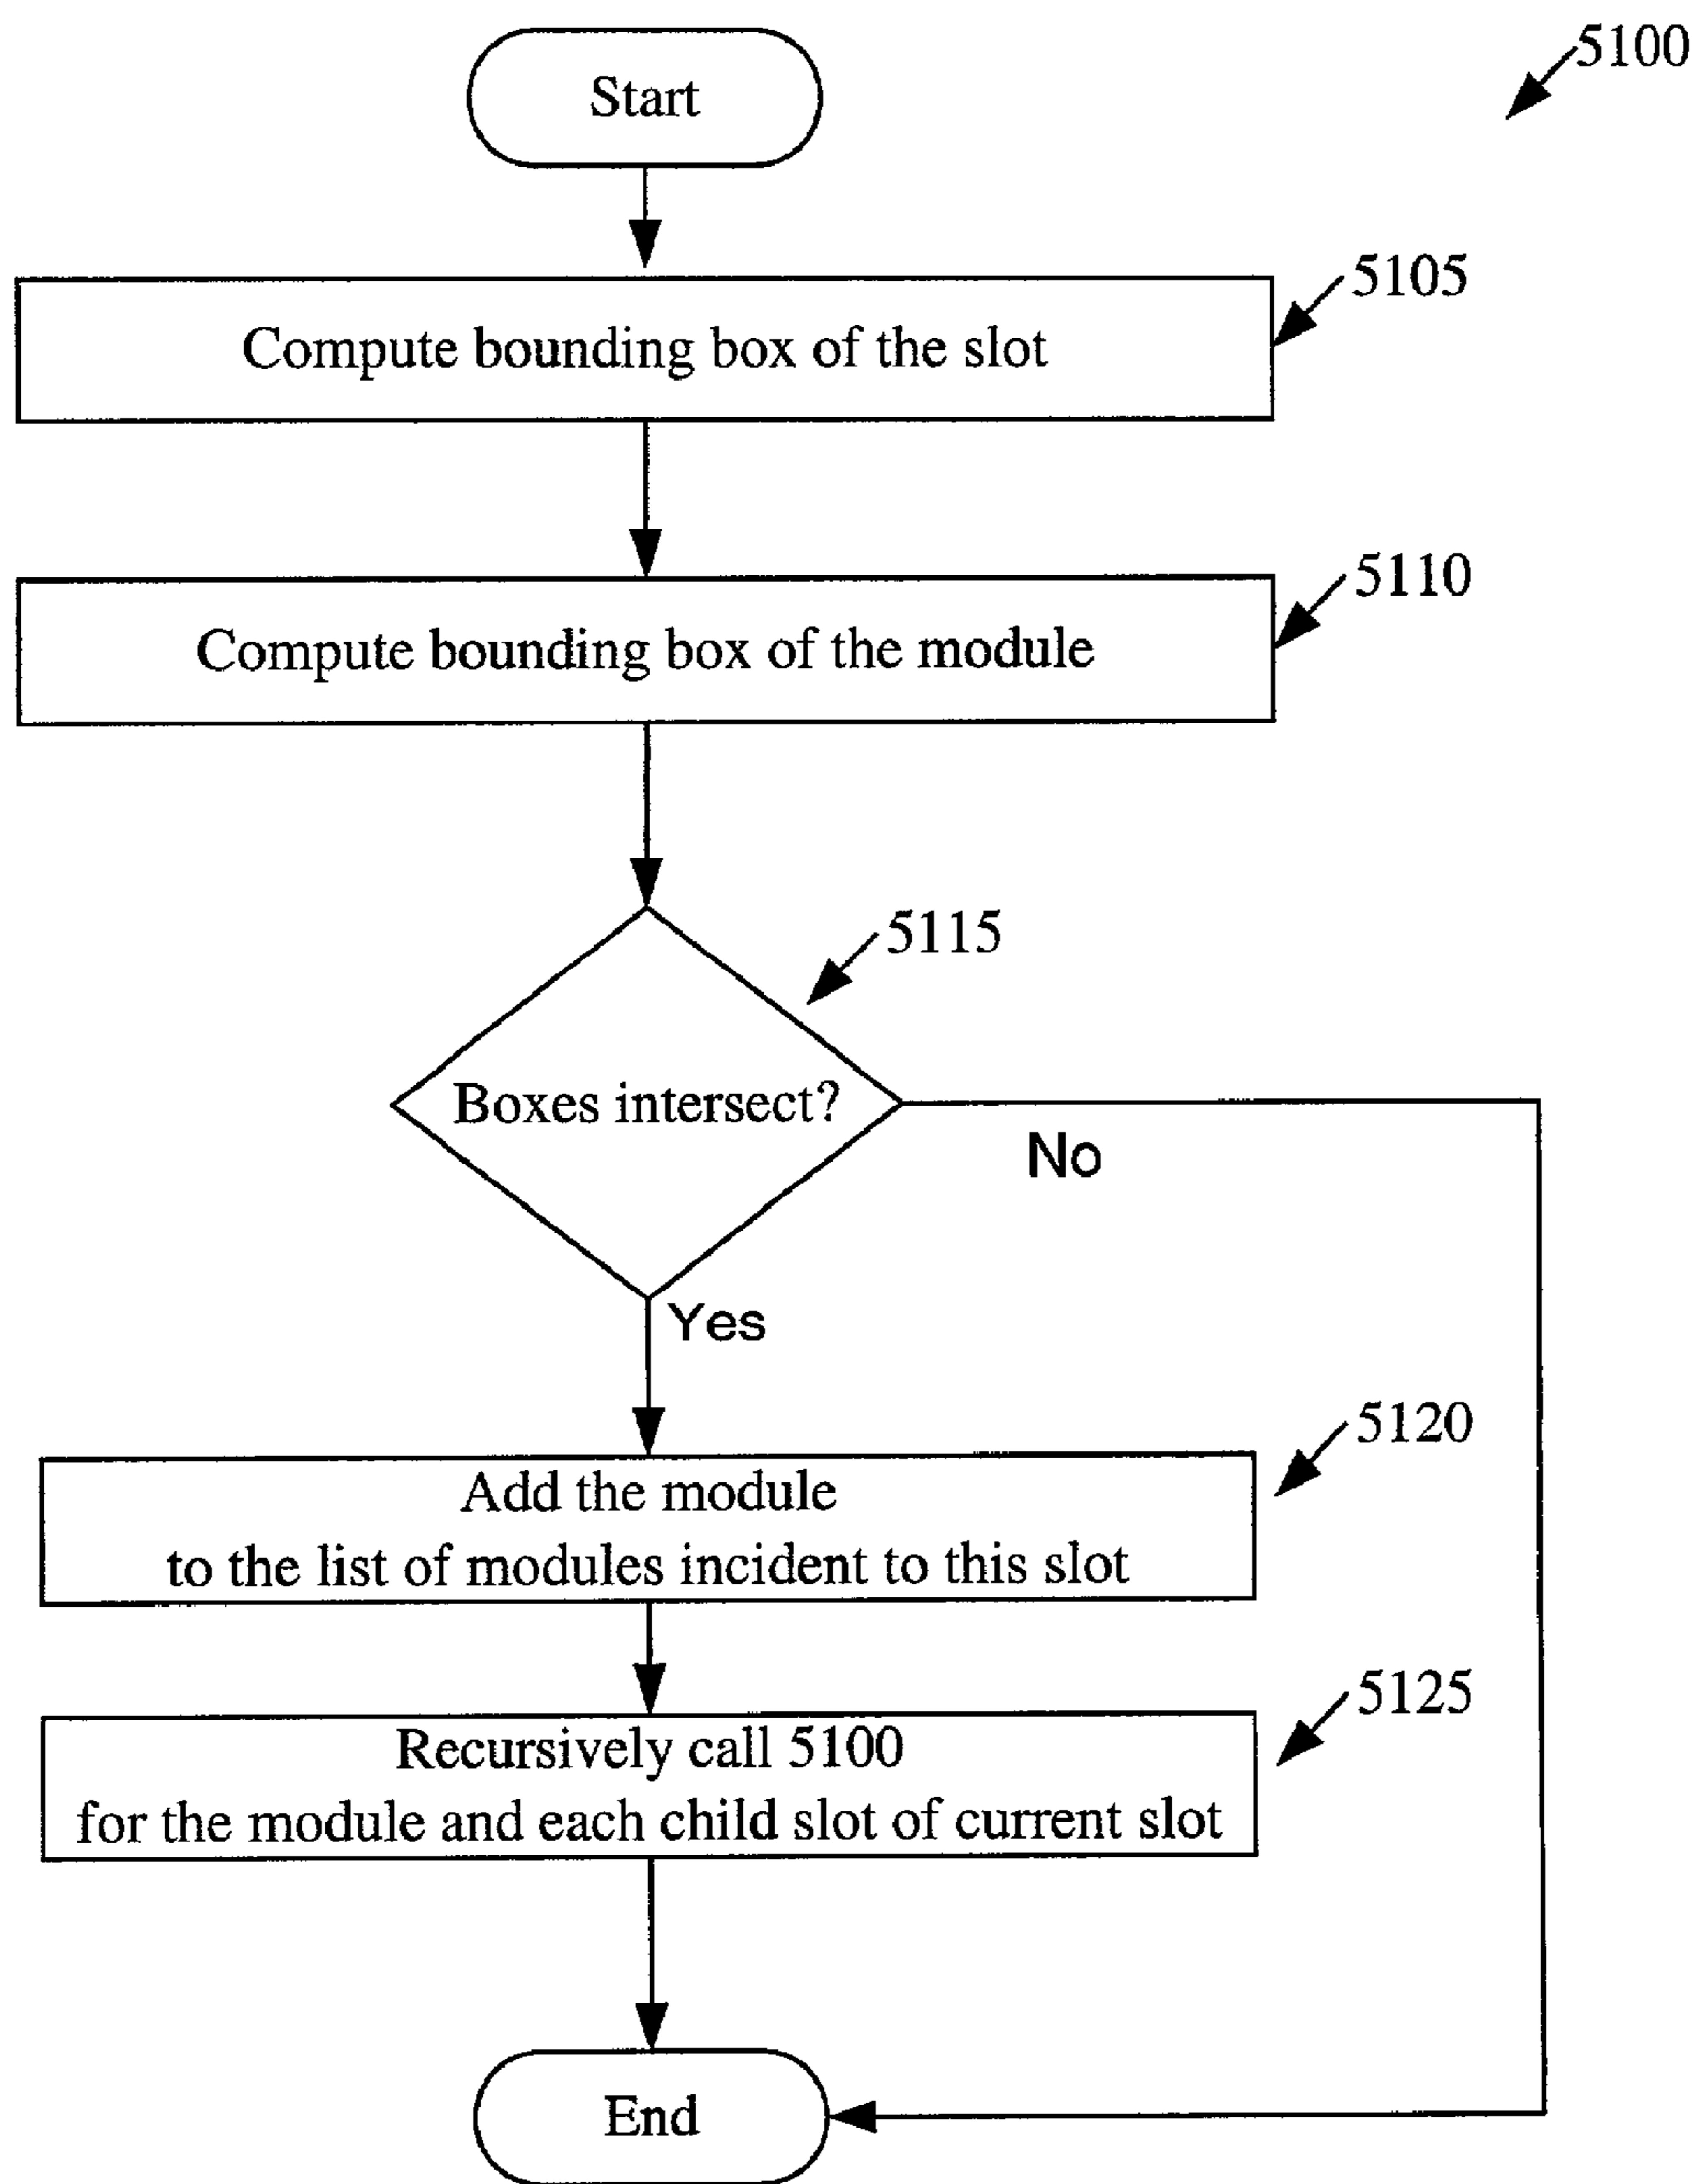 5100
Start
5105
Compute bounding box of the slot
5110
Compute bounding box of the module
5115
Boxes intersect?
No
Yes
5120
Add the module
to the list of modules incident to this slot
5125
Recursively call 5100
for the module and each child slot of current slot
End